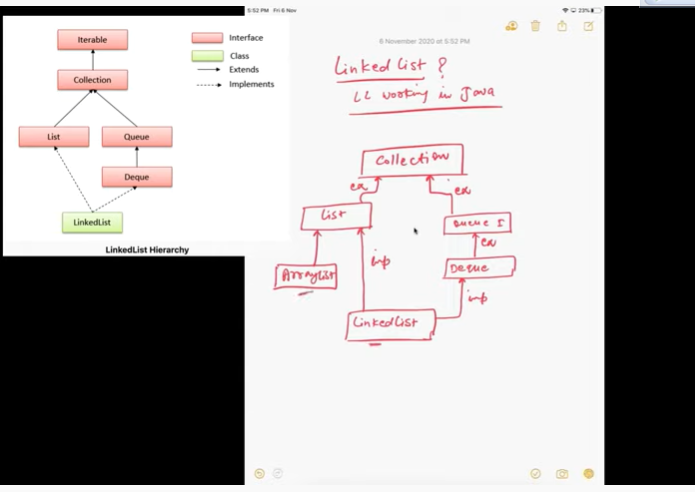 Iterable
Collection
List
Queue
Deque
LinkedList
Interface
Class
Extends
Implements
LinkedList Hierarchy
5:52 PM Fri 6 Nov
23%
6 November 2020 at 5:52 PM
Linked List ?
LL working in Java
Collection
ex
ex
List
Queue I
ex
ArrayList
imp
Deque
imp
Linked List